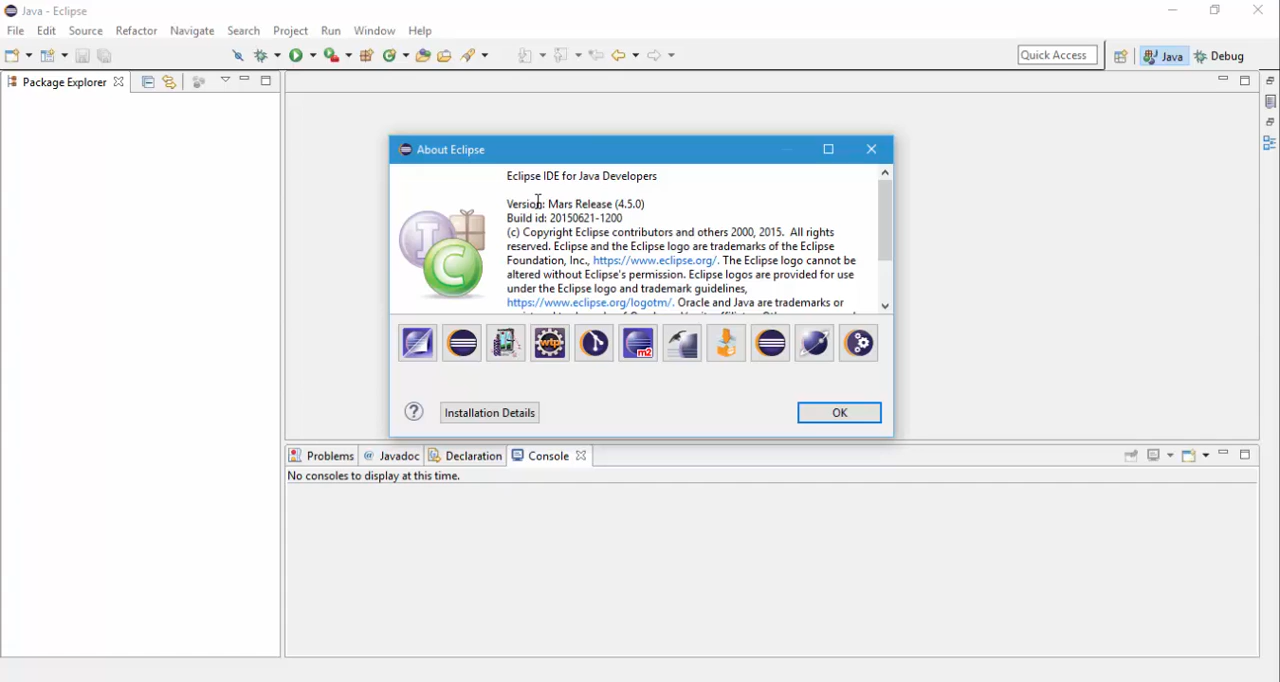 Java - Eclipse
File Edit Source Refactor Navigate Search Project Run Window Help
Quick Access Java Debug
Package Explorer
About Eclipse
Eclipse IDE for Java Developers
Version: Mars Release (4.5.0)
Build id: 20150621-1200
(c) Copyright Eclipse contributors and others 2000, 2015. All rights
reserved. Eclipse and the Eclipse logo are trademarks of the Eclipse
Foundation, Inc., https://www.eclipse.org/. The Eclipse logo cannot be
altered without Eclipse's permission. Eclipse logos are provided for use
under the Eclipse logo and trademark guidelines,
https://www.eclipse.org/logotm/. Oracle and Java are trademarks or
wtp m2
Installation Details OK
Problems Javadoc Declaration Console
No consoles to display at this time.